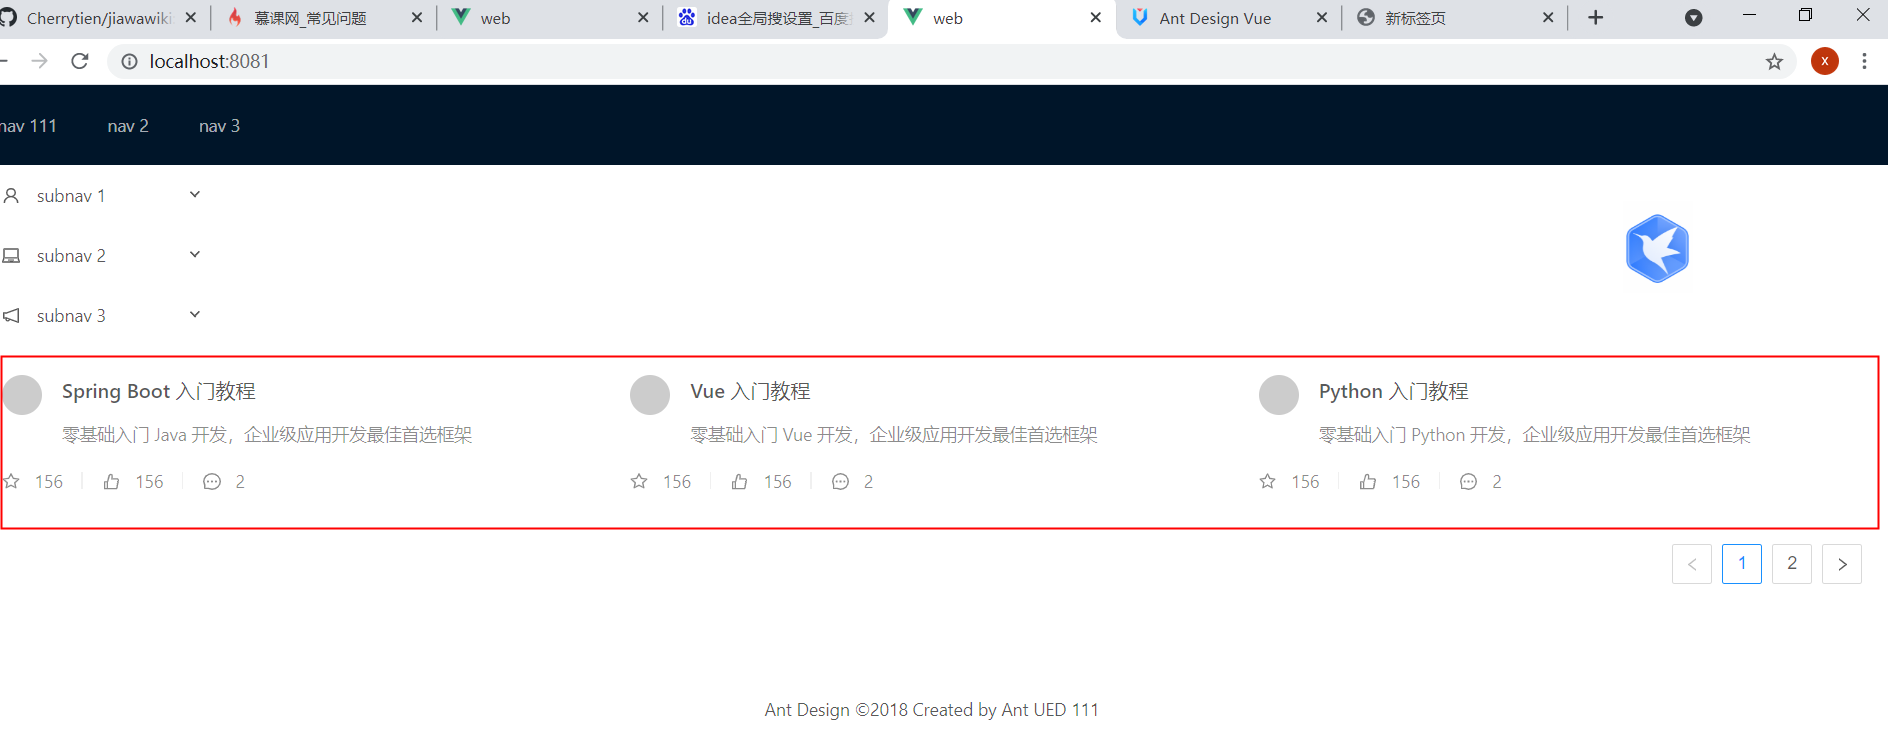 Cherrytien/jiawawiki
慕课网_常见问题
web
idea全局搜设置_百度
web
Ant Design Vue
新标签页
localhost:8081
x
nav 111 nav 2 nav 3
subnav 1
subnav 2
subnav 3
Spring Boot 入门教程
零基础入门 Java 开发，企业级应用开发最佳首选框架
156 156 2
Vue 入门教程
零基础入门 Vue 开发，企业级应用开发最佳首选框架
156 156 2
Python 入门教程
零基础入门 Python 开发，企业级应用开发最佳首选框架
156 156 2
< 1 2 >
Ant Design ©2018 Created by Ant UED 111